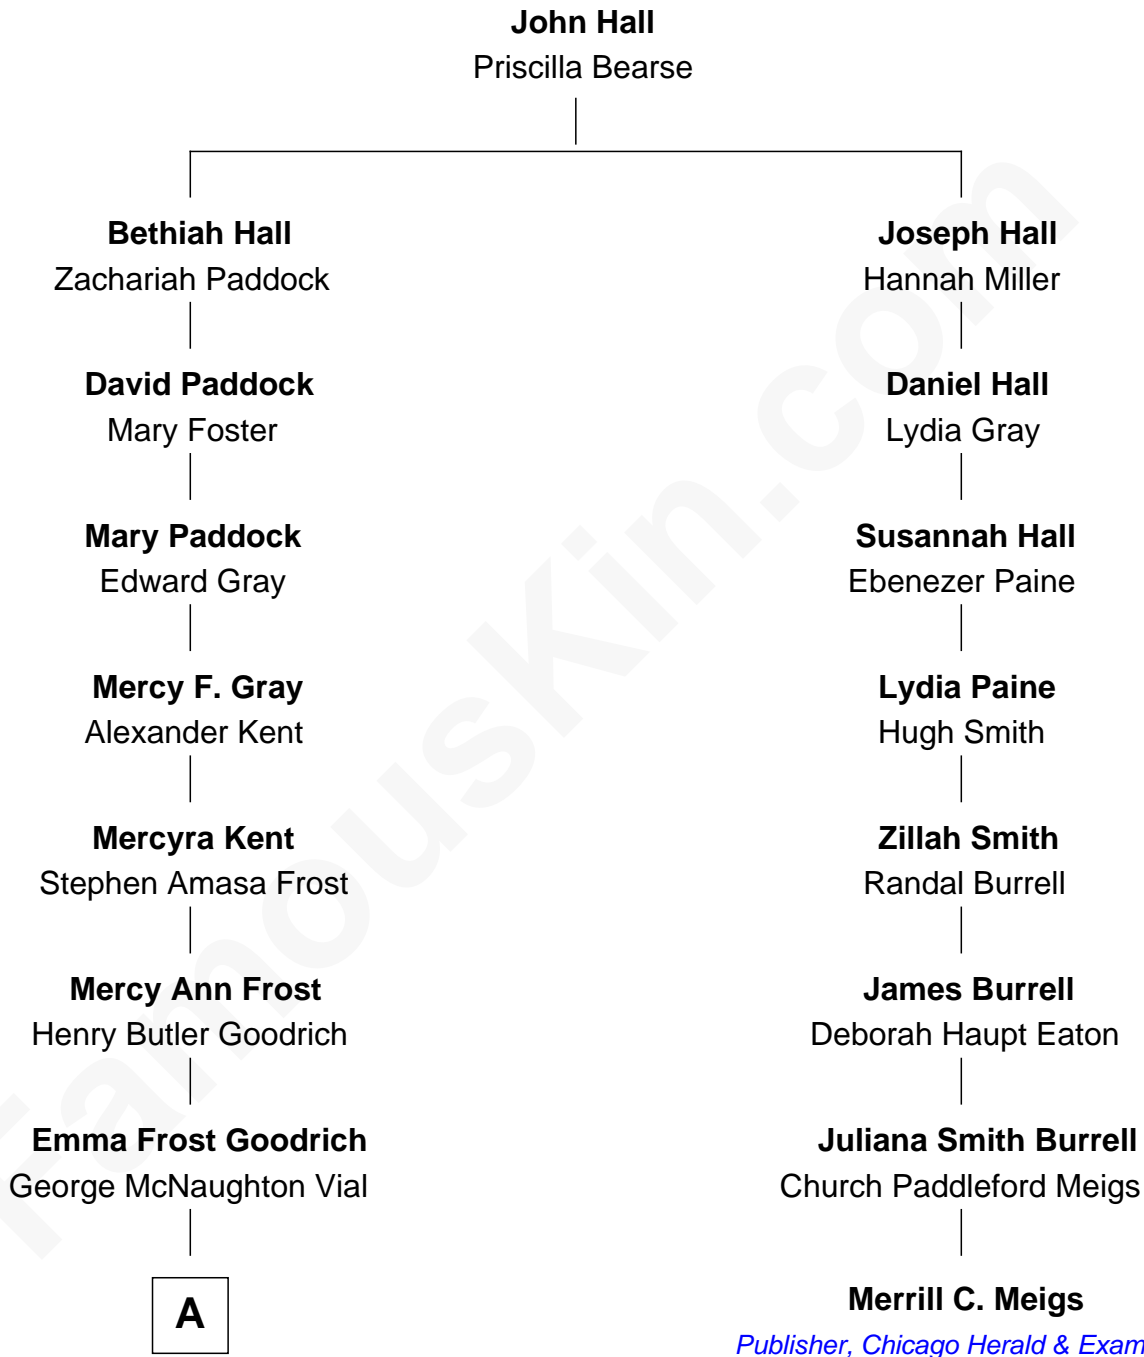 John Hall
Priscilla Bearse
Bethiah Hall
Zachariah Paddock
Joseph Hall
Hannah Miller
David Paddock
Mary Foster
Daniel Hall
Lydia Gray
Mary Paddock
Edward Gray
Susannah Hall
Ebenezer Paine
Mercy F. Gray
Alexander Kent
Lydia Paine
Hugh Smith
Mercyra Kent
Stephen Amasa Frost
Zillah Smith
Randal Burrell
Mercy Ann Frost
Henry Butler Goodrich
James Burrell
Deborah Haupt Eaton
Emma Frost Goodrich
George McNaughton Vial
Juliana Smith Burrell
Church Paddleford Meigs
A
Merrill C. Meigs
Publisher, Chicago Herald & Exam
FamousKin.com